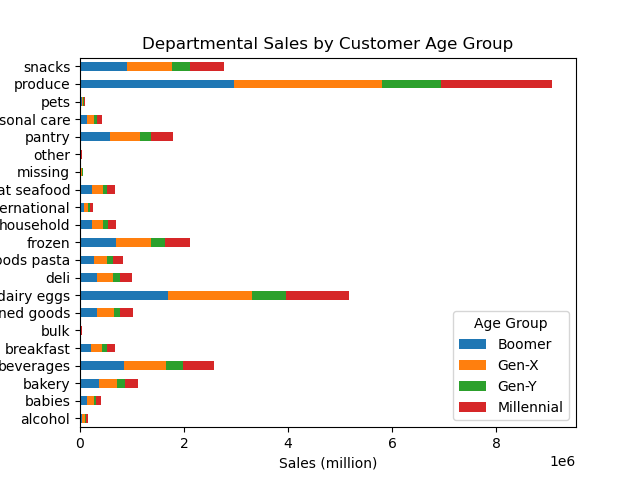 Departmental Sales by Customer Age Group
snacks
produce
pets
sonal care
pantry
other
missing
at seafood
ernational
household
frozen
oods pasta
deli
dairy eggs
ned goods
bulk
breakfast
beverages
bakery
babies
alcohol
Age Group
Boomer
Gen-X
Gen-Y
Millennial
0 2 4 6 8
1e6
Sales (million)